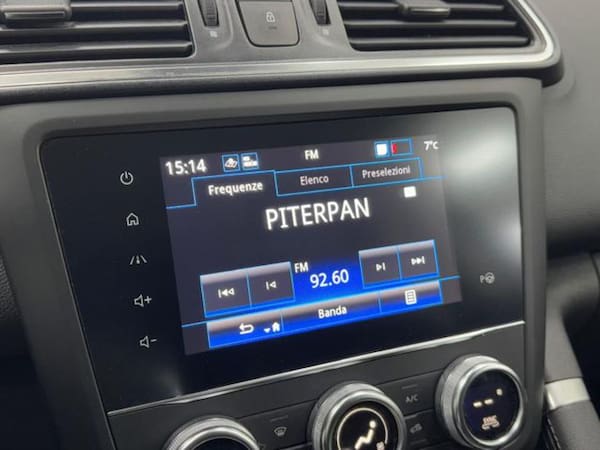 15:14 FM 7°C
Frequenze Elenco Preselezioni
PITERPAN
FM
92.60
Banda
A/C